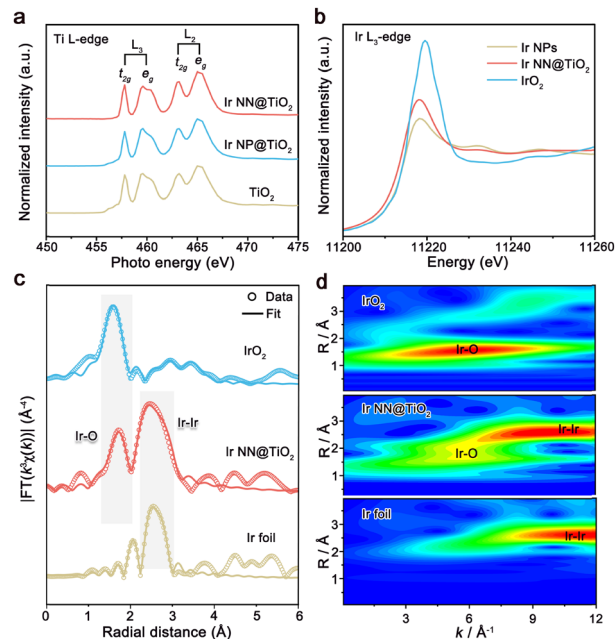 a
Ti L-edge
L₃
L₂
t₂g
e_g
t₂g
e_g
Ir NN@TiO₂
Ir NP@TiO₂
TiO₂
Normalized intensity (a.u.)
450
455
460
465
470
475
Photo energy (eV)
b
Ir L₃-edge
Ir NPs
Ir NN@TiO₂
IrO₂
Normalized intensity (a.u.)
11200
11220
11240
11260
Energy (eV)
c
Data
Fit
IrO₂
Ir-O
Ir-Ir
Ir NN@TiO₂
Ir foil
|FT(k³χ(k))| (Å⁻⁴)
0
1
2
3
4
5
6
Radial distance (Å)
d
IrO₂
Ir-O
R / Å
1
2
3
Ir NN@TiO₂
Ir-Ir
Ir-O
R / Å
1
2
3
Ir foil
Ir-Ir
R / Å
1
2
3
3
6
9
12
k / Å⁻¹